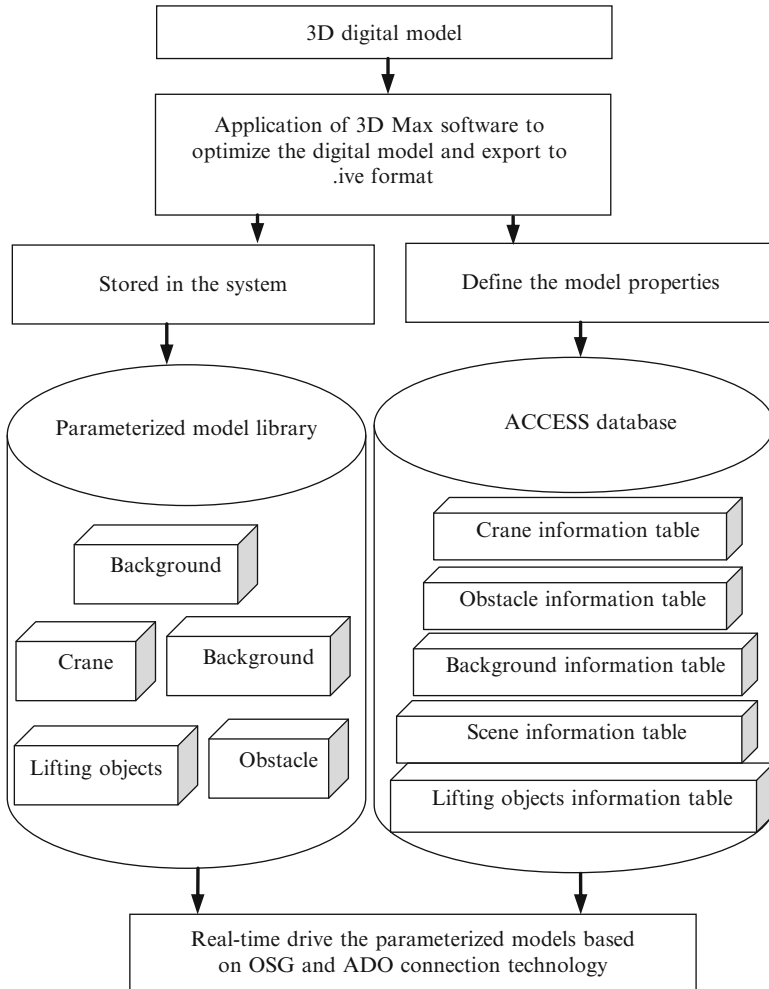 3D digital model
Application of 3D Max software to
optimize the digital model and export to
.ive format
Stored in the system
Define the model properties
Parameterized model library
ACCESS database
Background
Crane
Background
Lifting objects
Obstacle
Crane information table
Obstacle information table
Background information table
Scene information table
Lifting objects information table
Real-time drive the parameterized models based
on OSG and ADO connection technology